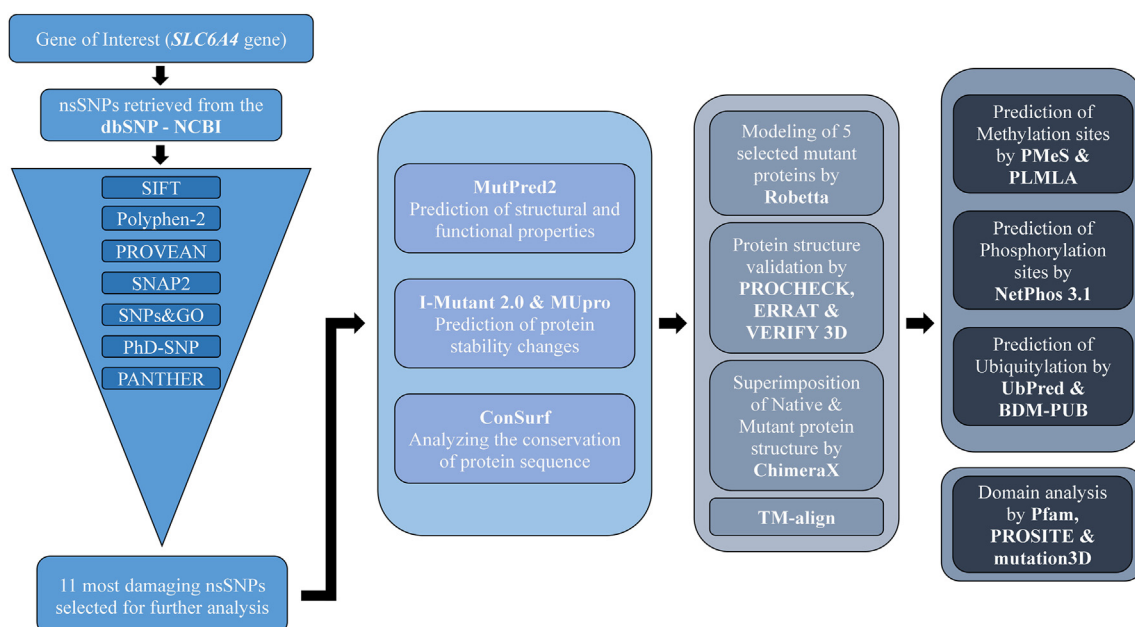 Gene of Interest (SLC6A4 gene)
nsSNPs retrieved from the
dbSNP - NCBI
SIFT
Polyphen-2
PROVEAN
SNAP2
SNPs&GO
PhD-SNP
PANTHER
11 most damaging nsSNPs
selected for further analysis
MutPred2
Prediction of structural and
functional properties
I-Mutant 2.0 & MUpro
Prediction of protein
stability changes
ConSurf
Analyzing the conservation
of protein sequence
Modeling of 5
selected mutant
proteins by
Robetta
Protein structure
validation by
PROCHECK,
ERRAT &
VERIFY 3D
Superimposition
of Native &
Mutant protein
structure by
ChimeraX
TM-align
Prediction of
Methylation sites
by PMeS &
PLMLA
Prediction of
Phosphorylation
sites by
NetPhos 3.1
Prediction of
Ubiquitylation by
UbPred &
BDM-PUB
Domain analysis
by Pfam,
PROSITE &
mutation3D